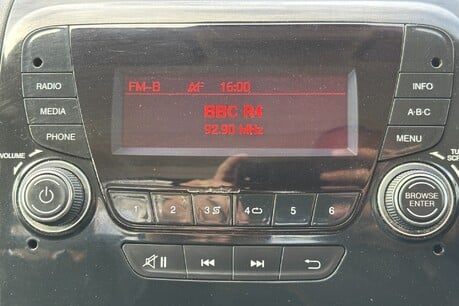 RADIO
MEDIA
PHONE
VOLUME
FM-B AF 16:00
BBC R4
92.90 MHz
INFO
A-B-C
MENU
1 2 3 4 5 6
BROWSE
ENTER